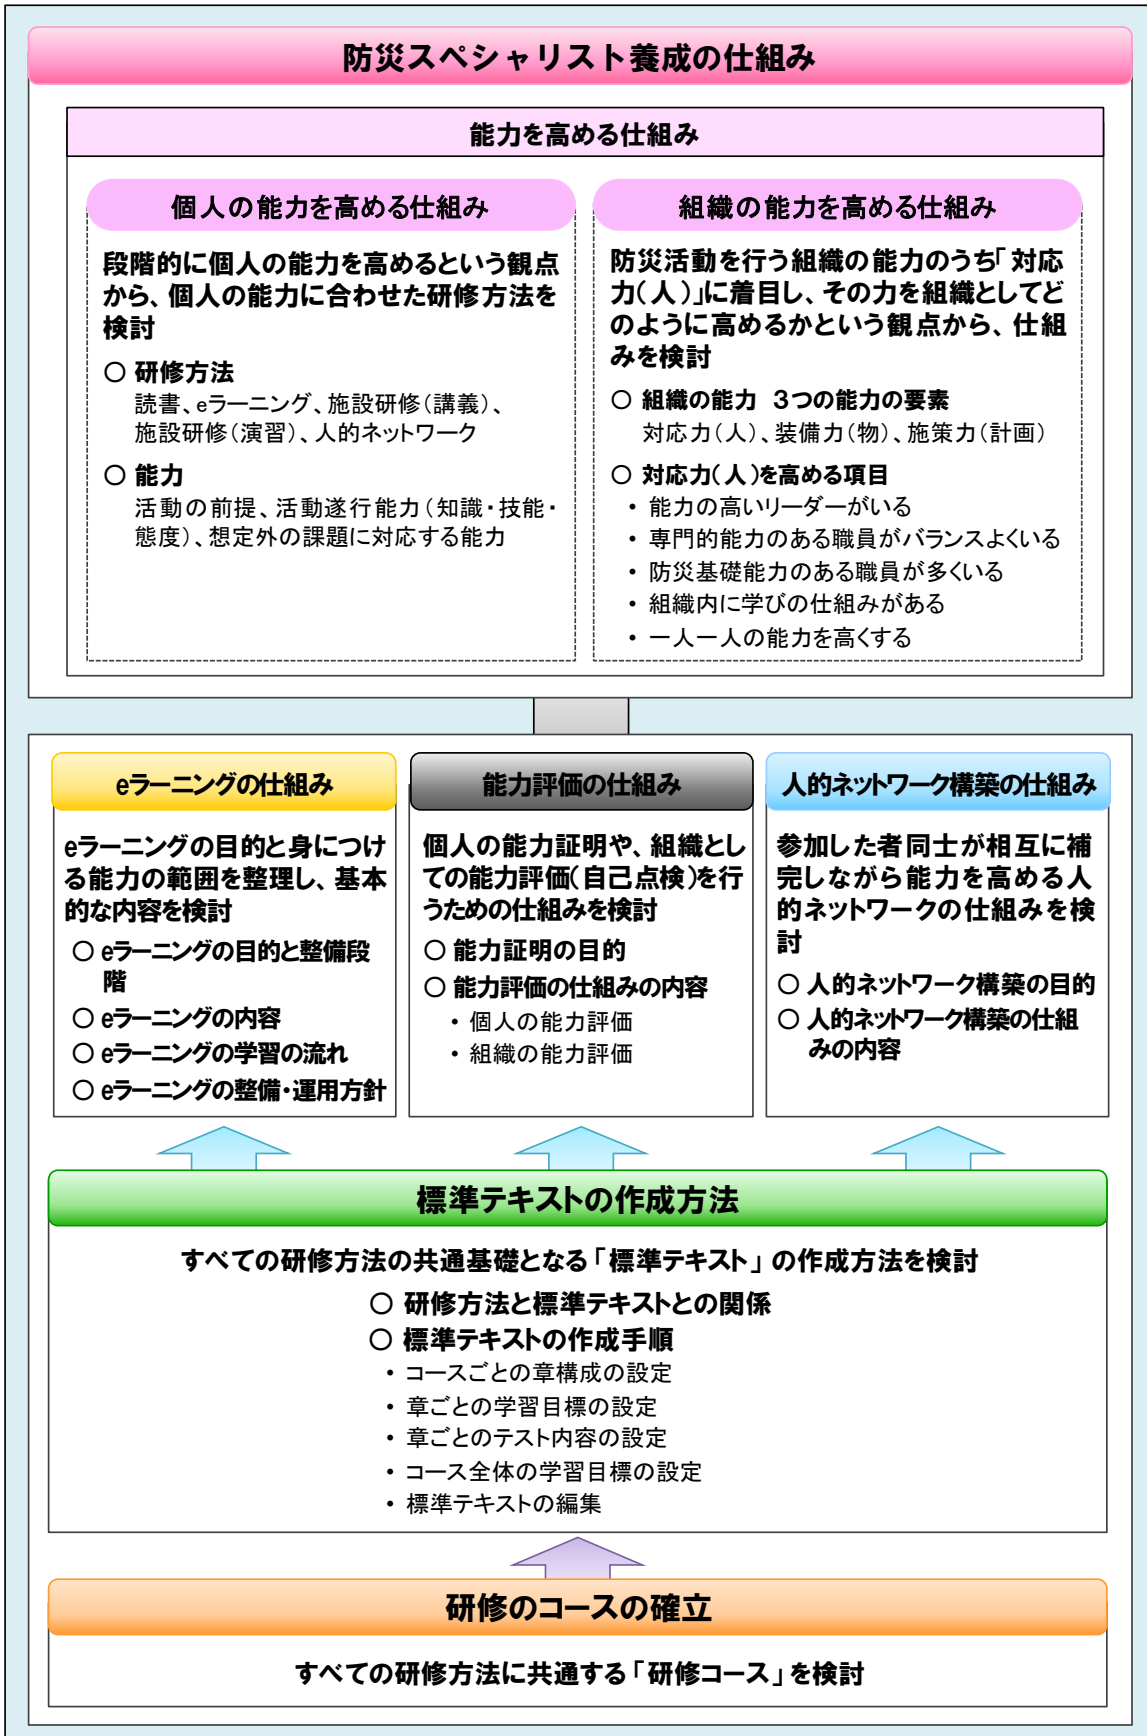 防災スペシャリスト養成の仕組み
能力を高める仕組み
個人の能力を高める仕組み
段階的に個人の能力を高めるという観点
から、個人の能力に合わせた研修方法を
検討
○ 研修方法
読書、eラーニング、施設研修（講義）、
施設研修（演習）、人的ネットワーク
○ 能力
活動の前提、活動遂行能力（知識・技能・
態度）、想定外の課題に対応する能力
組織の能力を高める仕組み
防災活動を行う組織の能力のうち「対応
力（人）」に着目し、その力を組織としてど
のように高めるかという観点から、仕組
みを検討
○ 組織の能力　3つの能力の要素
対応力（人）、装備力（物）、施策力（計画）
○ 対応力（人）を高める項目
・ 能力の高いリーダーがいる
・ 専門的能力のある職員がバランスよくいる
・ 防災基礎能力のある職員が多くいる
・ 組織内に学びの仕組みがある
・ 一人一人の能力を高くする
eラーニングの仕組み
eラーニングの目的と身につけ
る能力の範囲を整理し、基本
的な内容を検討
○ eラーニングの目的と整備段
階
○ eラーニングの内容
○ eラーニングの学習の流れ
○ eラーニングの整備・運用方針
能力評価の仕組み
個人の能力証明や、組織とし
ての能力評価（自己点検）を行
うための仕組みを検討
○ 能力証明の目的
○ 能力評価の仕組みの内容
・ 個人の能力評価
・ 組織の能力評価
人的ネットワーク構築の仕組み
参加した者同士が相互に補
完しながら能力を高める人
的ネットワークの仕組みを検
討
○ 人的ネットワーク構築の目的
○ 人的ネットワーク構築の仕組
みの内容
標準テキストの作成方法
すべての研修方法の共通基礎となる「標準テキスト」の作成方法を検討
○ 研修方法と標準テキストとの関係
○ 標準テキストの作成手順
・ コースごとの章構成の設定
・ 章ごとの学習目標の設定
・ 章ごとのテスト内容の設定
・ コース全体の学習目標の設定
・ 標準テキストの編集
研修のコースの確立
すべての研修方法に共通する「研修コース」を検討